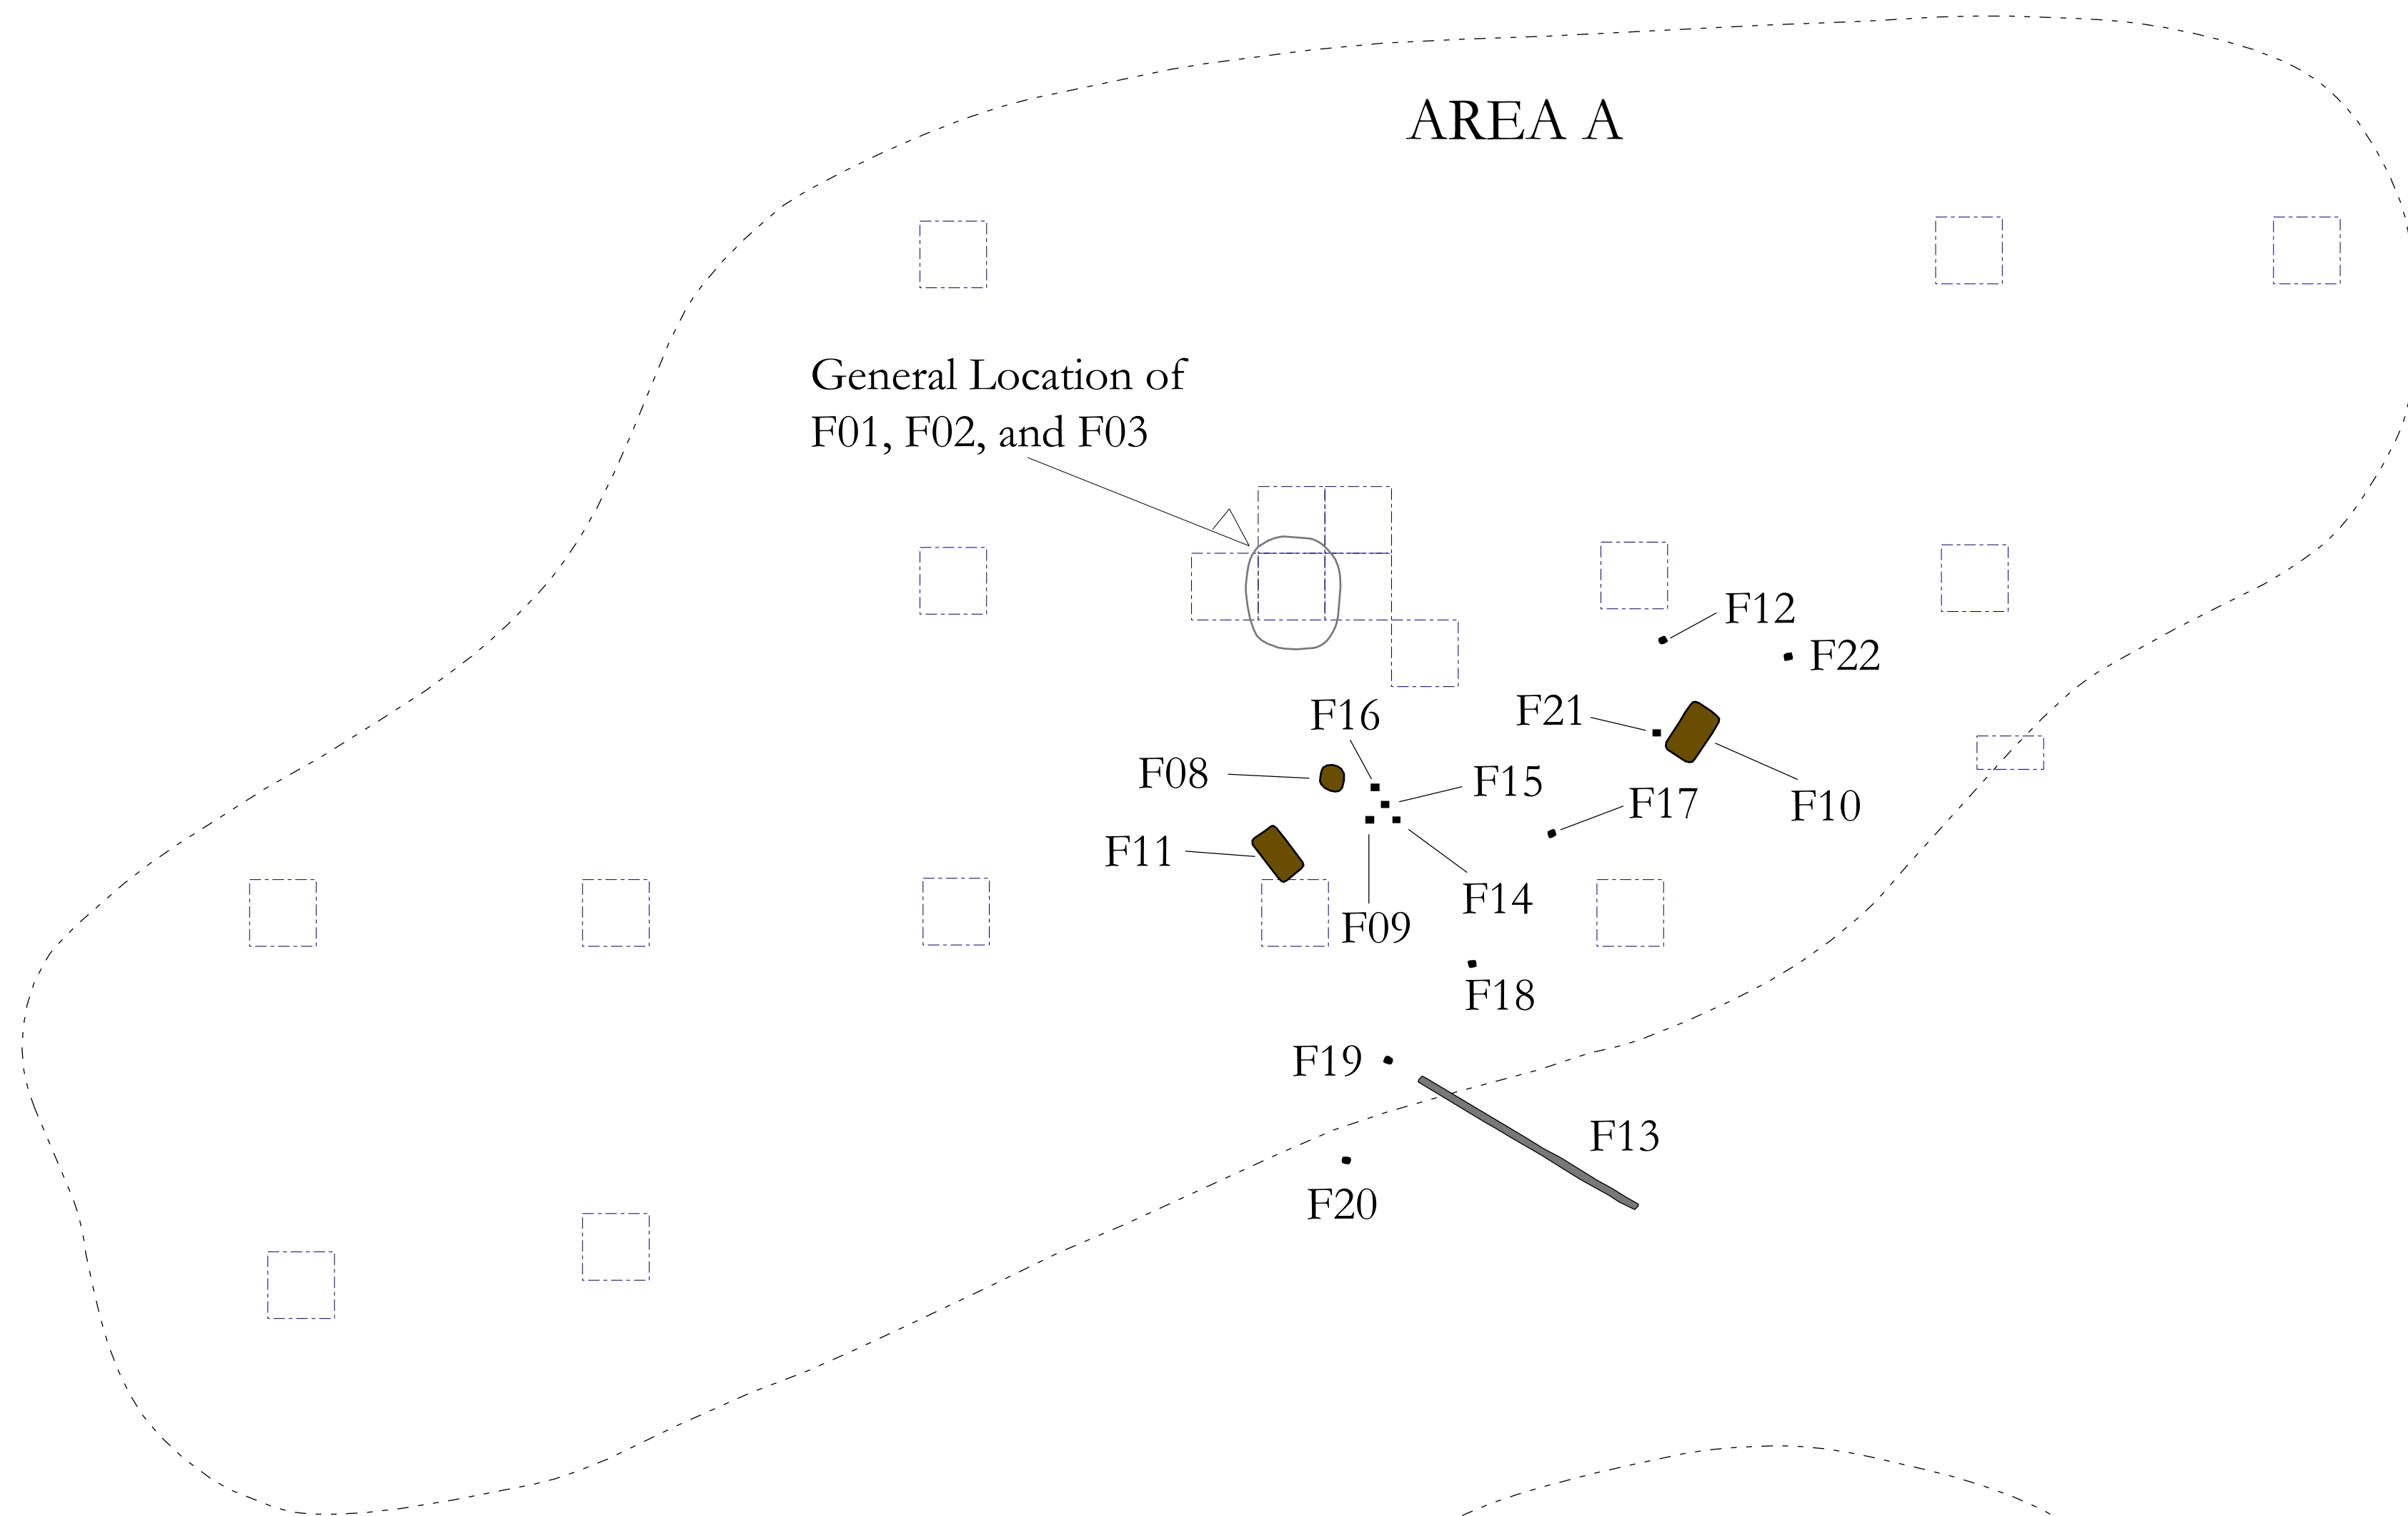 AREA A
General Location of
F01, F02, and F03
F12
F22
F21
F16
F08
F15
F17
F10
F11
F14
F09
F18
F19
F13
F20